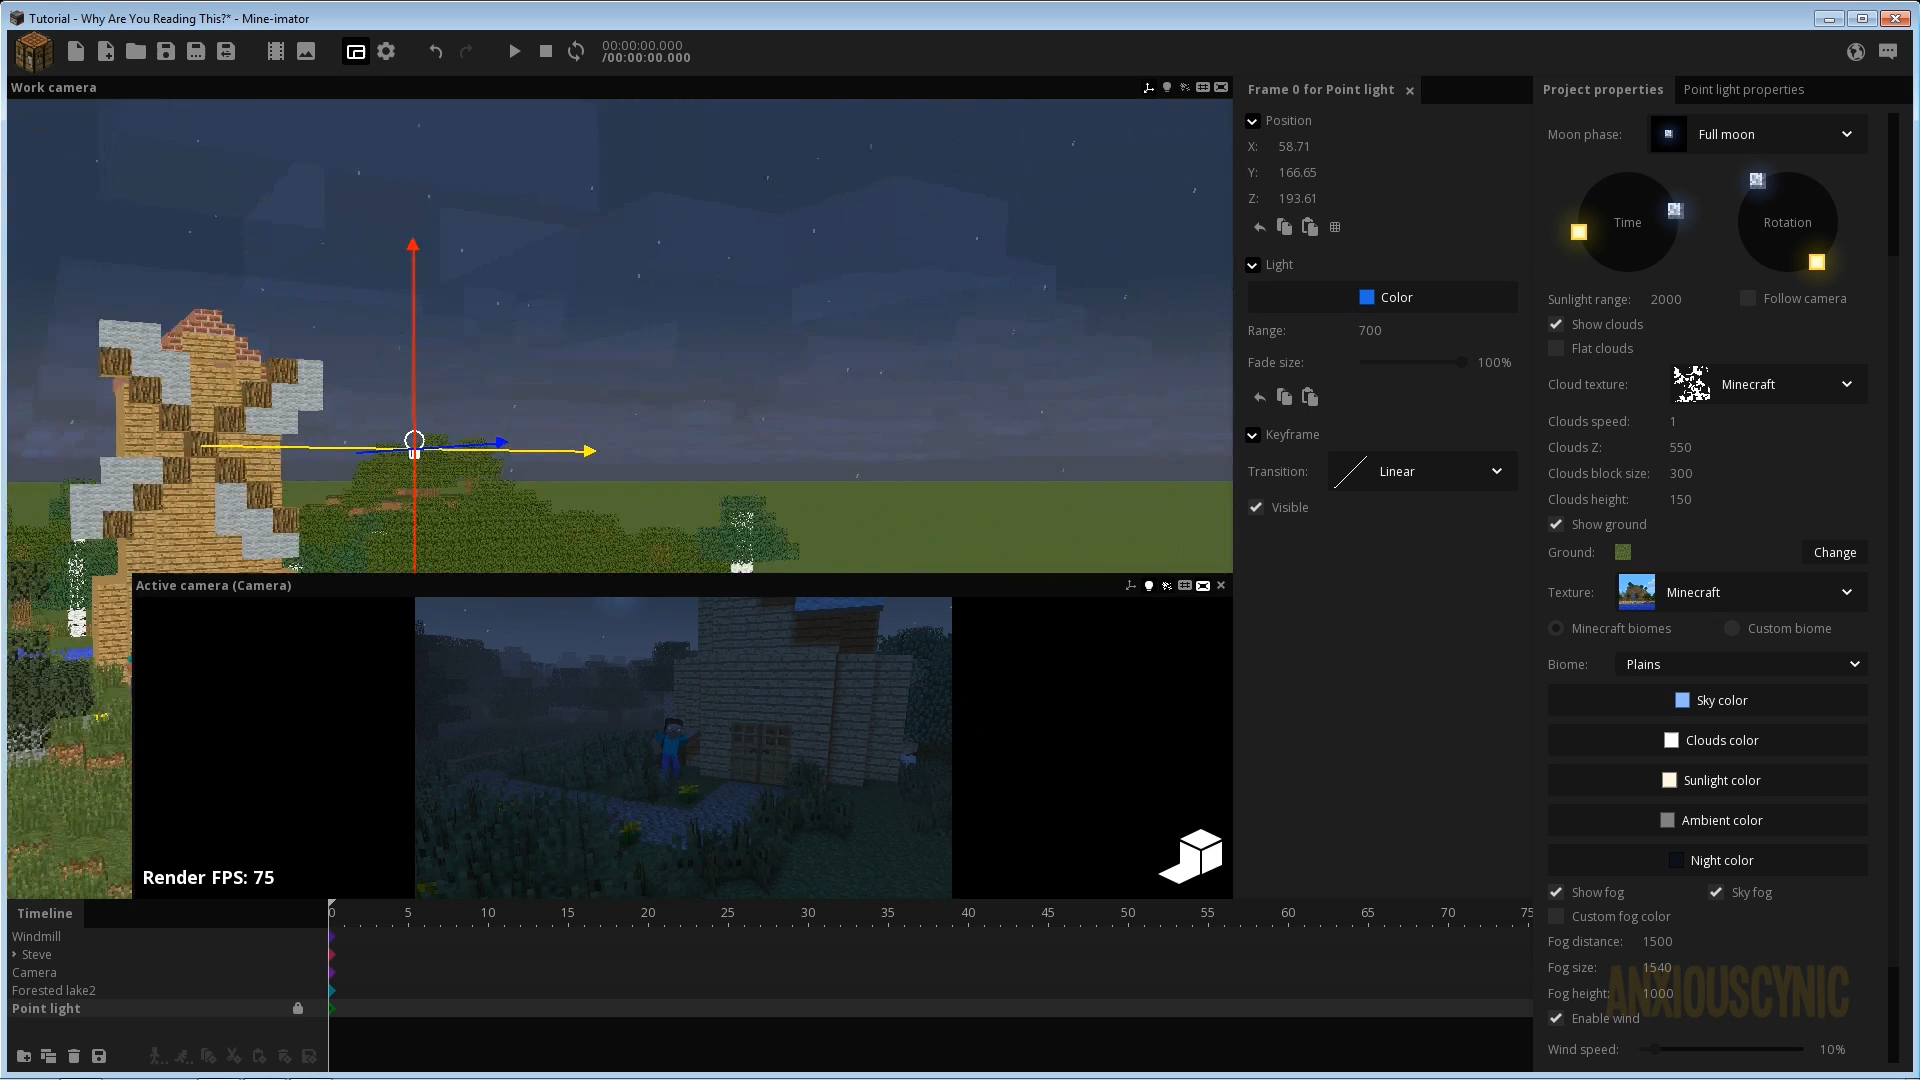 Tutorial - Why Are You Reading This?* - Mine-imator
00:00:00.000
/00:00:00.000
Work camera
Frame 0 for Point light
Position
X: 58.71
Y: 166.65
Z: 193.61
Light
Color
Range: 700
Fade size: 100%
Keyframe
Transition: Linear
Visible
Project properties
Point light properties
Moon phase: Full moon
Time
Rotation
Sunlight range: 2000
Follow camera
Show clouds
Flat clouds
Cloud texture: Minecraft
Clouds speed: 1
Clouds Z: 550
Clouds block size: 300
Clouds height: 150
Show ground
Ground: Change
Texture: Minecraft
Minecraft biomes
Custom biome
Biome: Plains
Sky color
Clouds color
Sunlight color
Ambient color
Night color
Show fog
Sky fog
Custom fog color
Fog distance: 1500
Fog size: 1540
Fog height: 1000
Enable wind
Wind speed: 10%
ANXIOUSCYNIC
Active camera (Camera)
Render FPS: 75
Timeline
0 5 10 15 20 25 30 35 40 45 50 55 60 65 70 75
Windmill
Steve
Camera
Forested lake2
Point light